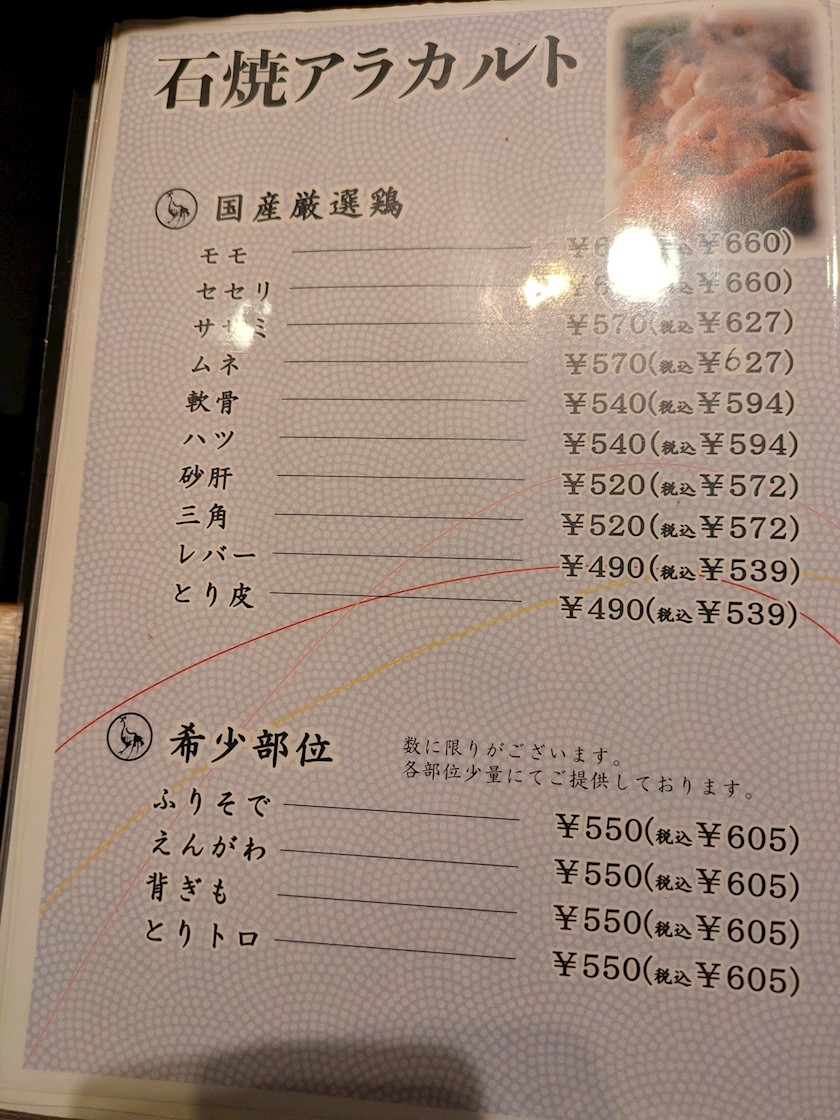 石焼アラカルト
国産厳選鶏
モモ ¥660)
セセリ ¥660)
ササミ ¥570(税込¥627)
ムネ ¥570(税込¥627)
軟骨 ¥540(税込¥594)
ハツ ¥540(税込¥594)
砂肝 ¥520(税込¥572)
三角 ¥520(税込¥572)
レバー ¥490(税込¥539)
とり皮 ¥490(税込¥539)
希少部位
数に限りがございます。
各部位少量にてご提供しております。
ふりそで ¥550(税込¥605)
えんがわ ¥550(税込¥605)
背ぎも ¥550(税込¥605)
とりトロ ¥550(税込¥605)